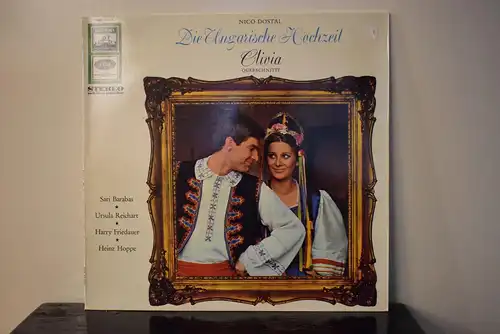 NICO DOSTAL
Die Ungarische Hochzeit
Clivia
QUERSCHNITTE
STEREO
Sari Barabas
Ursula Reichart
Harry Friedauer
Heinz Hoppe